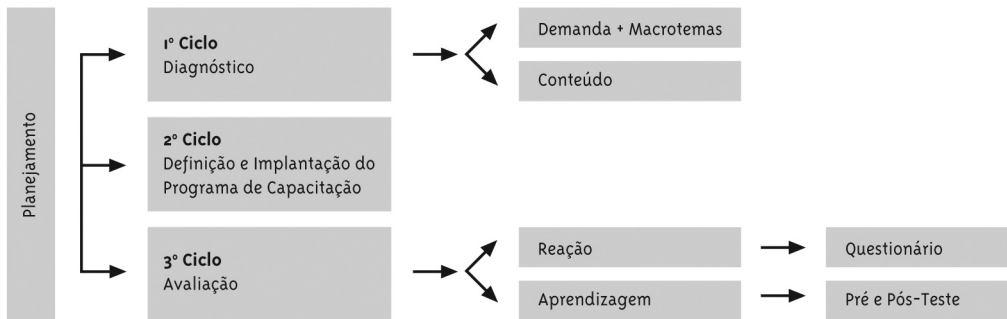 Planejamento
1º Ciclo
Diagnóstico
Demanda + Macrotemas
Conteúdo
2º Ciclo
Definição e Implantação do
Programa de Capacitação
3º Ciclo
Avaliação
Reação
Questionário
Aprendizagem
Pré e Pós-Teste